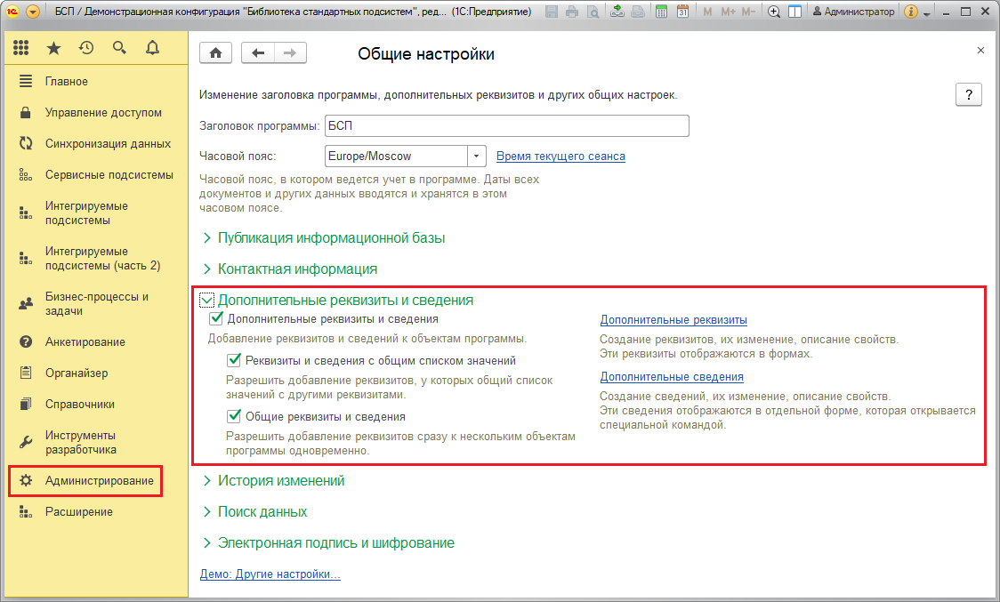 БСП / Демонстрационная конфигурация "Библиотека стандартных подсистем", ред... (1С:Предприятие)
31
M M+ M-
Администратор
Главное
Управление доступом
Синхронизация данных
Сервисные подсистемы
Интегрируемые
подсистемы
Интегрируемые
подсистемы (часть 2)
Бизнес-процессы и
задачи
Анкетирование
Органайзер
Справочники
Инструменты
разработчика
Администрирование
Расширение
Общие настройки
Изменение заголовка программы, дополнительных реквизитов и других общих настроек.
?
Заголовок программы: БСП
Часовой пояс: Europe/Moscow Время текущего сеанса
Часовой пояс, в котором ведется учет в программе. Даты всех
документов и других данных вводятся и хранятся в этом
часовом поясе.
Публикация информационной базы
Контактная информация
Дополнительные реквизиты и сведения
Дополнительные реквизиты и сведения
Добавление реквизитов и сведений к объектам программы.
Реквизиты и сведения с общим списком значений
Разрешить добавление реквизитов, у которых общий список
значений с другими реквизитами.
Общие реквизиты и сведения
Разрешить добавление реквизитов сразу к нескольким объектам
программы одновременно.
Дополнительные реквизиты
Создание реквизитов, их изменение, описание свойств.
Эти реквизиты отображаются в формах.
Дополнительные сведения
Создание сведений, их изменение, описание свойств.
Эти сведения отображаются в отдельной форме, которая открывается
специальной командой.
История изменений
Поиск данных
Электронная подпись и шифрование
Демо: Другие настройки...